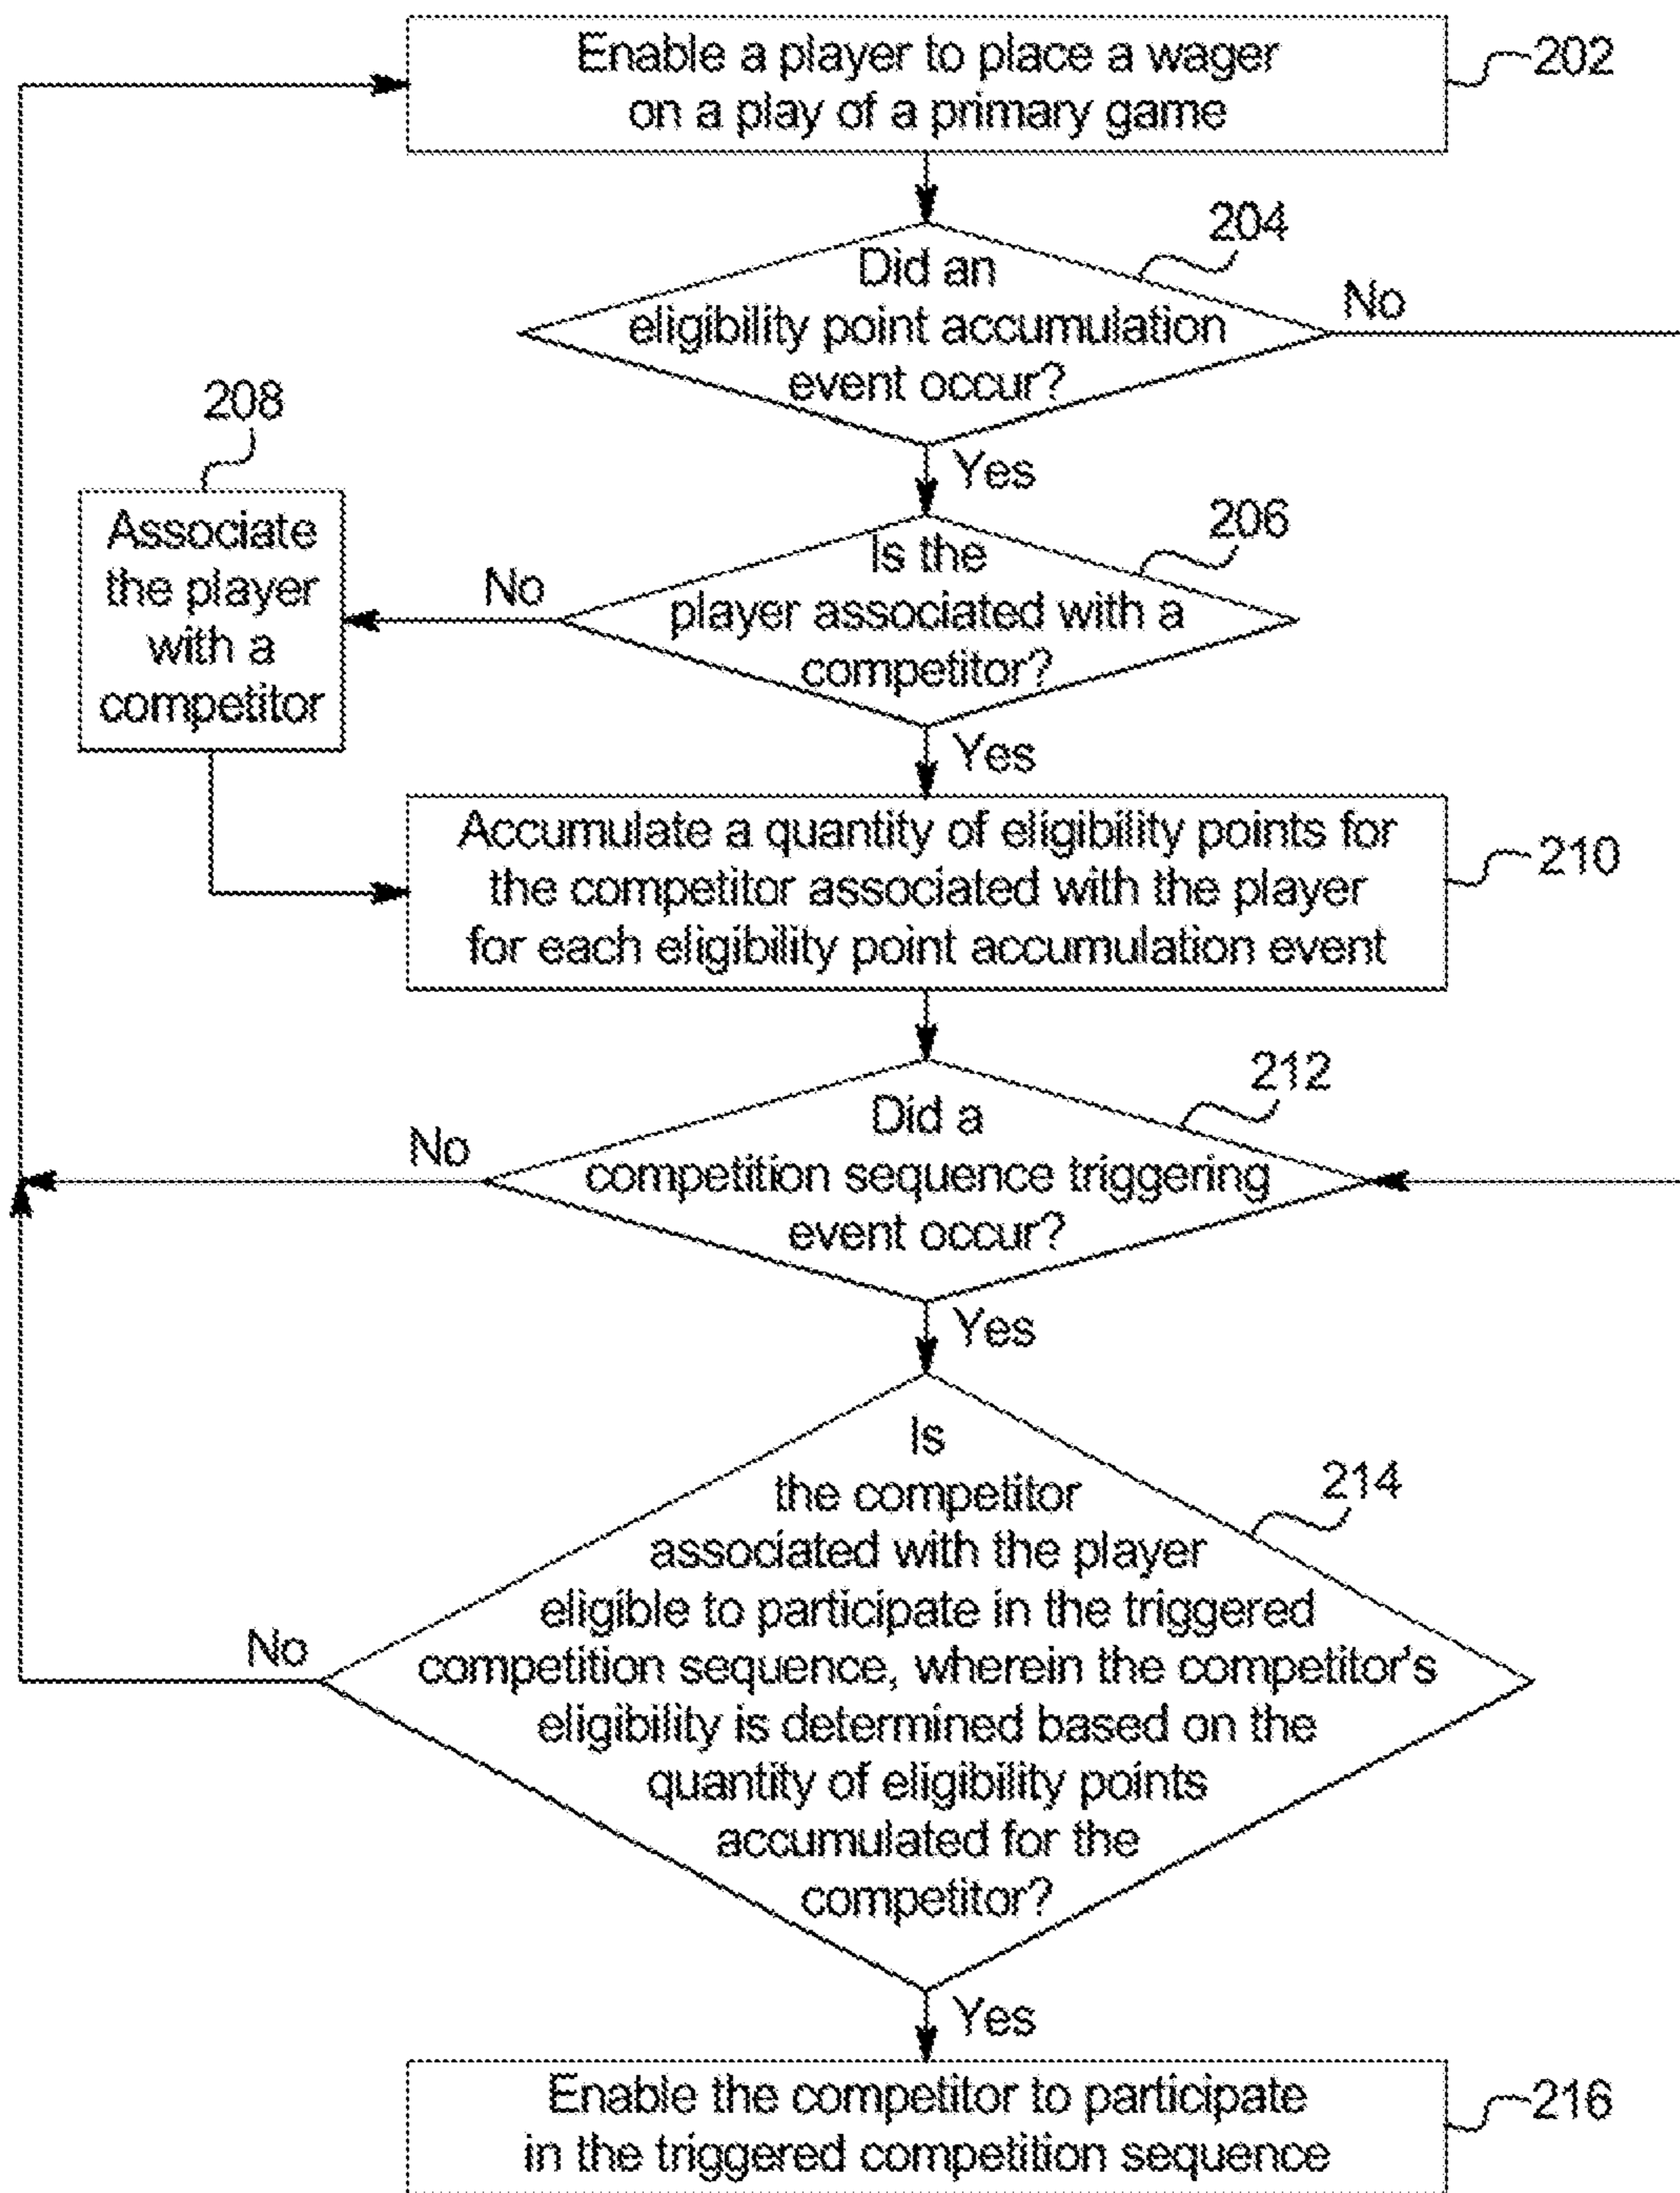 Enable a player to place a wager
on a play of a primary game
202
204
Did an
eligibility point accumulation
event occur?
No
Yes
208
Associate
the player
with a
competitor
206
Is the
player associated with a
competitor?
No
Yes
Accumulate a quantity of eligibility points for
the competitor associated with the player
for each eligibility point accumulation event
210
212
Did a
competition sequence triggering
event occur?
No
Yes
214
Is
the competitor
associated with the player
eligible to participate in the triggered
competition sequence, wherein the competitor's
eligibility is determined based on the
quantity of eligibility points
accumulated for the
competitor?
No
Yes
Enable the competitor to participate
in the triggered competition sequence
216